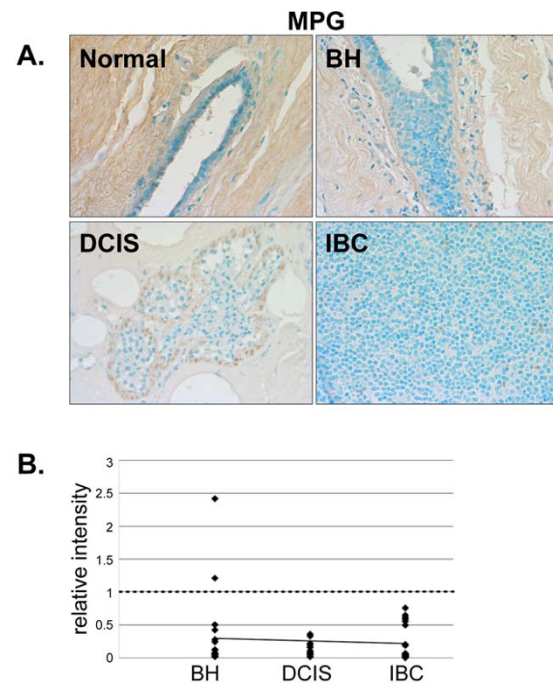 MPG
A.
Normal
BH
DCIS
IBC
B.
relative intensity
3
2.5
2
1.5
1
0.5
0
BH DCIS IBC